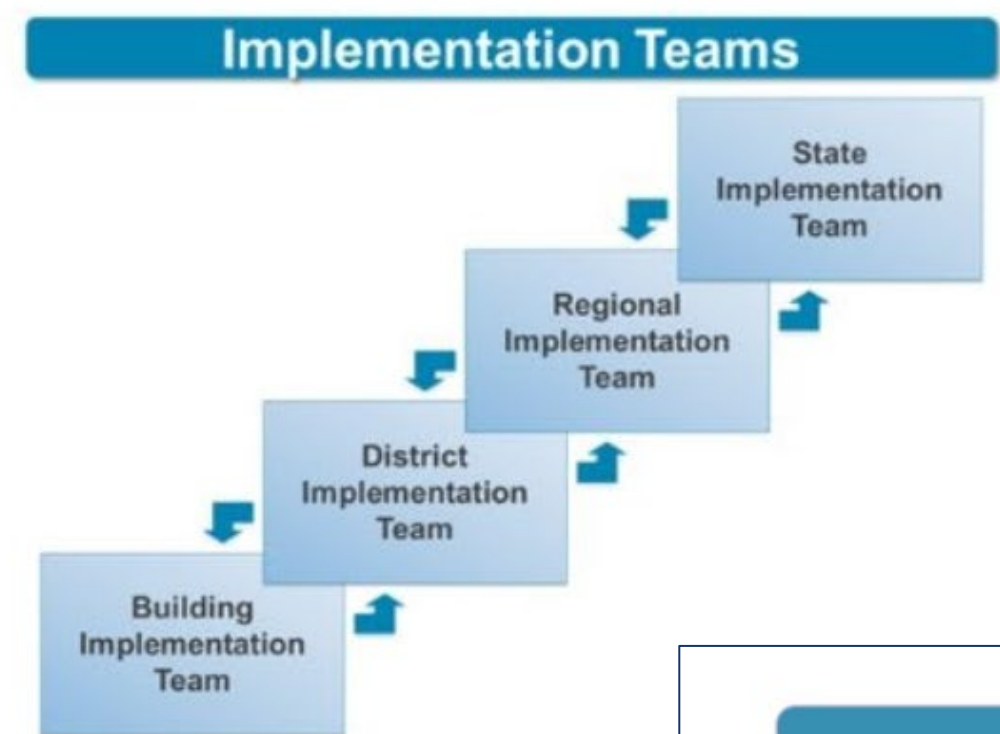 Implementation Teams
State
Implementation
Team
Regional
Implementation
Team
District
Implementation
Team
Building
Implementation
Team